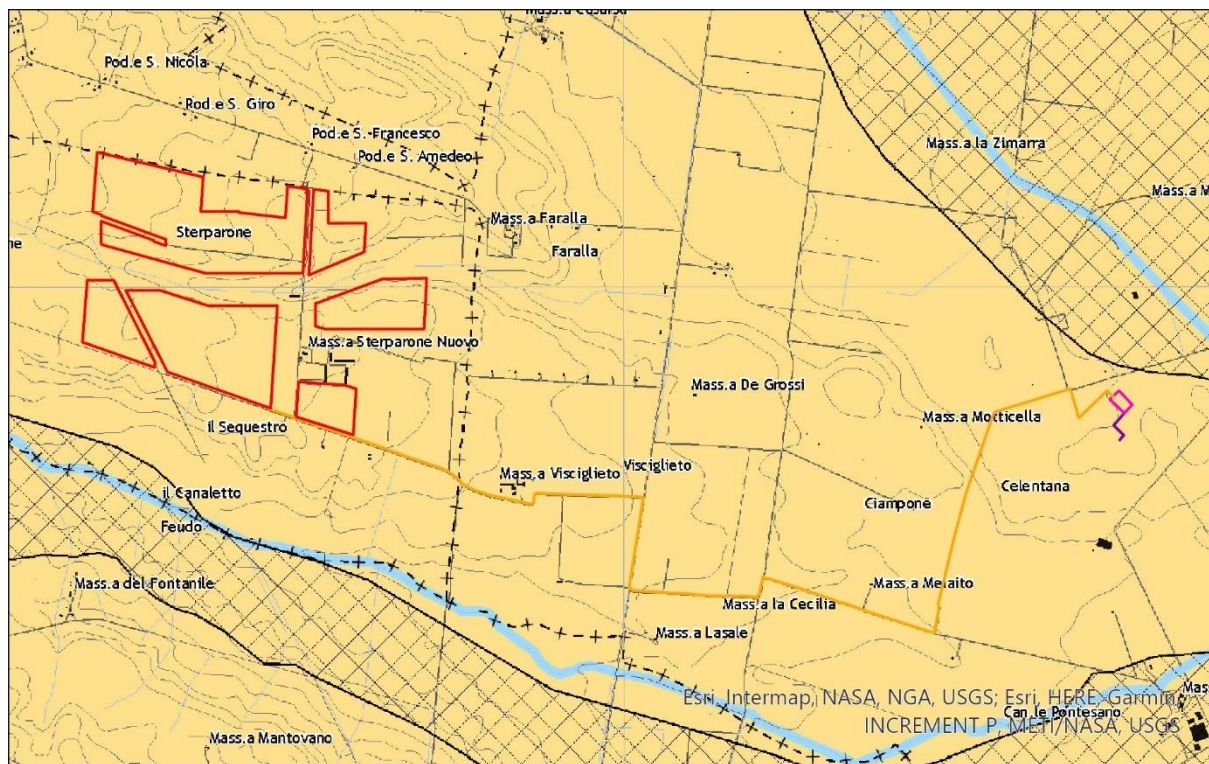 Pod.e S. Nicola
Pod.e S. Giro
Pod.e S. Francesco
Pod.e S. Amedeo
Mass.a la Zimarra
Mass.a M
Sterparone
Mass.a Faralla
Faralla
ne
Mass.a Sterparone Nuovo
Mass.a De Grossi
Mass.a Motticella
il Sequestro
Mass.a Visciglieto
Visciglieto
Celentana
il Canaletto
Ciampone
Feudo
Mass.a del Fontanile
Mass.a Melaito
Mass.a la Cecilia
Mass.a Lasale
Mass
Esri, Intermap, NASA, NGA, USGS; Esri, HERE, Garmin,
Can.le Pontesano
INCREMENT P, METI/NASA, USGS
Mass.a Mantovano